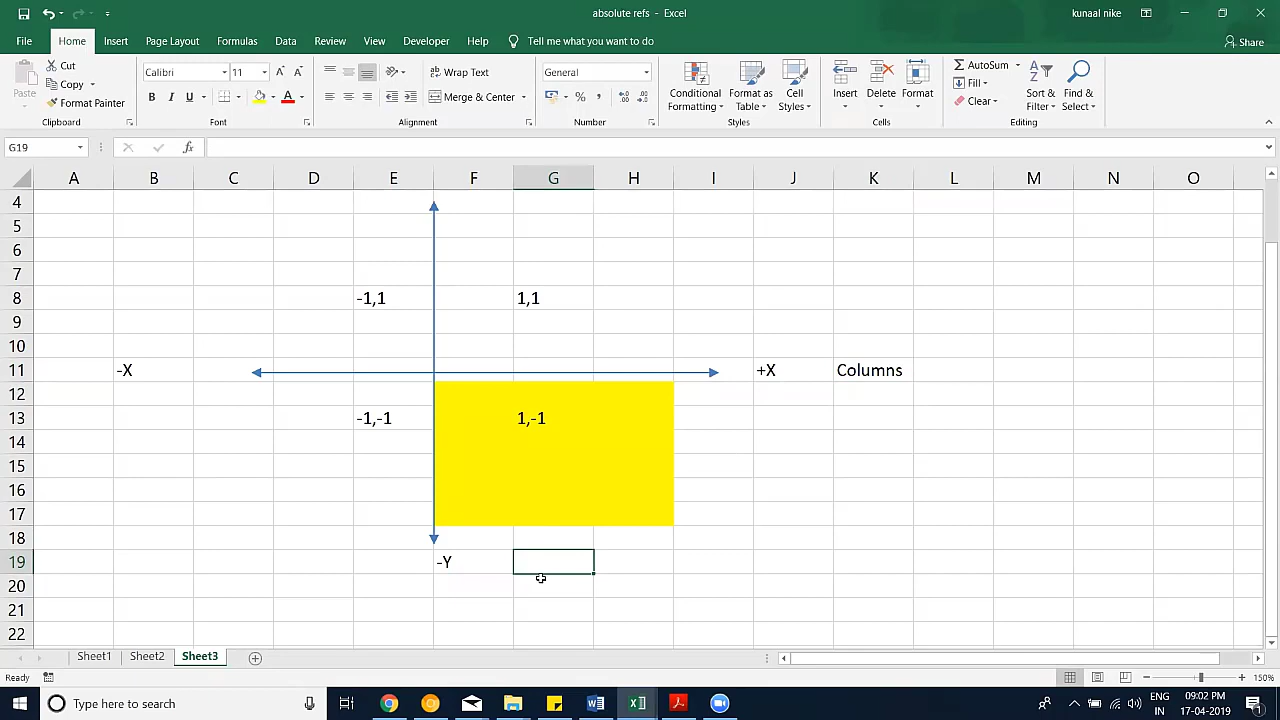 absolute refs - Excel
kunaal nike
File Home Insert Page Layout Formulas Data Review View Developer Help Tell me what you want to do Share
Paste
Cut
Copy
Format Painter
Clipboard
Calibri 11
B I U
Font
Wrap Text
Merge & Center
Alignment
General
Number
Conditional Formatting
Format as Table
Cell Styles
Styles
Insert
Delete
Format
Cells
AutoSum
Fill
Clear
Sort & Filter
Find & Select
Editing
G19
fx
A B C D E F G H I J K L M N O
4
5
6
7
8 -1,1 1,1
9
10
11 -X +X Columns
12
13 -1,-1 1,-1
14
15
16
17
18
19 -Y
20
21
22
Sheet1 Sheet2 Sheet3
Ready 150%
Type here to search
ENG
IN
09:02 PM
17-04-2019